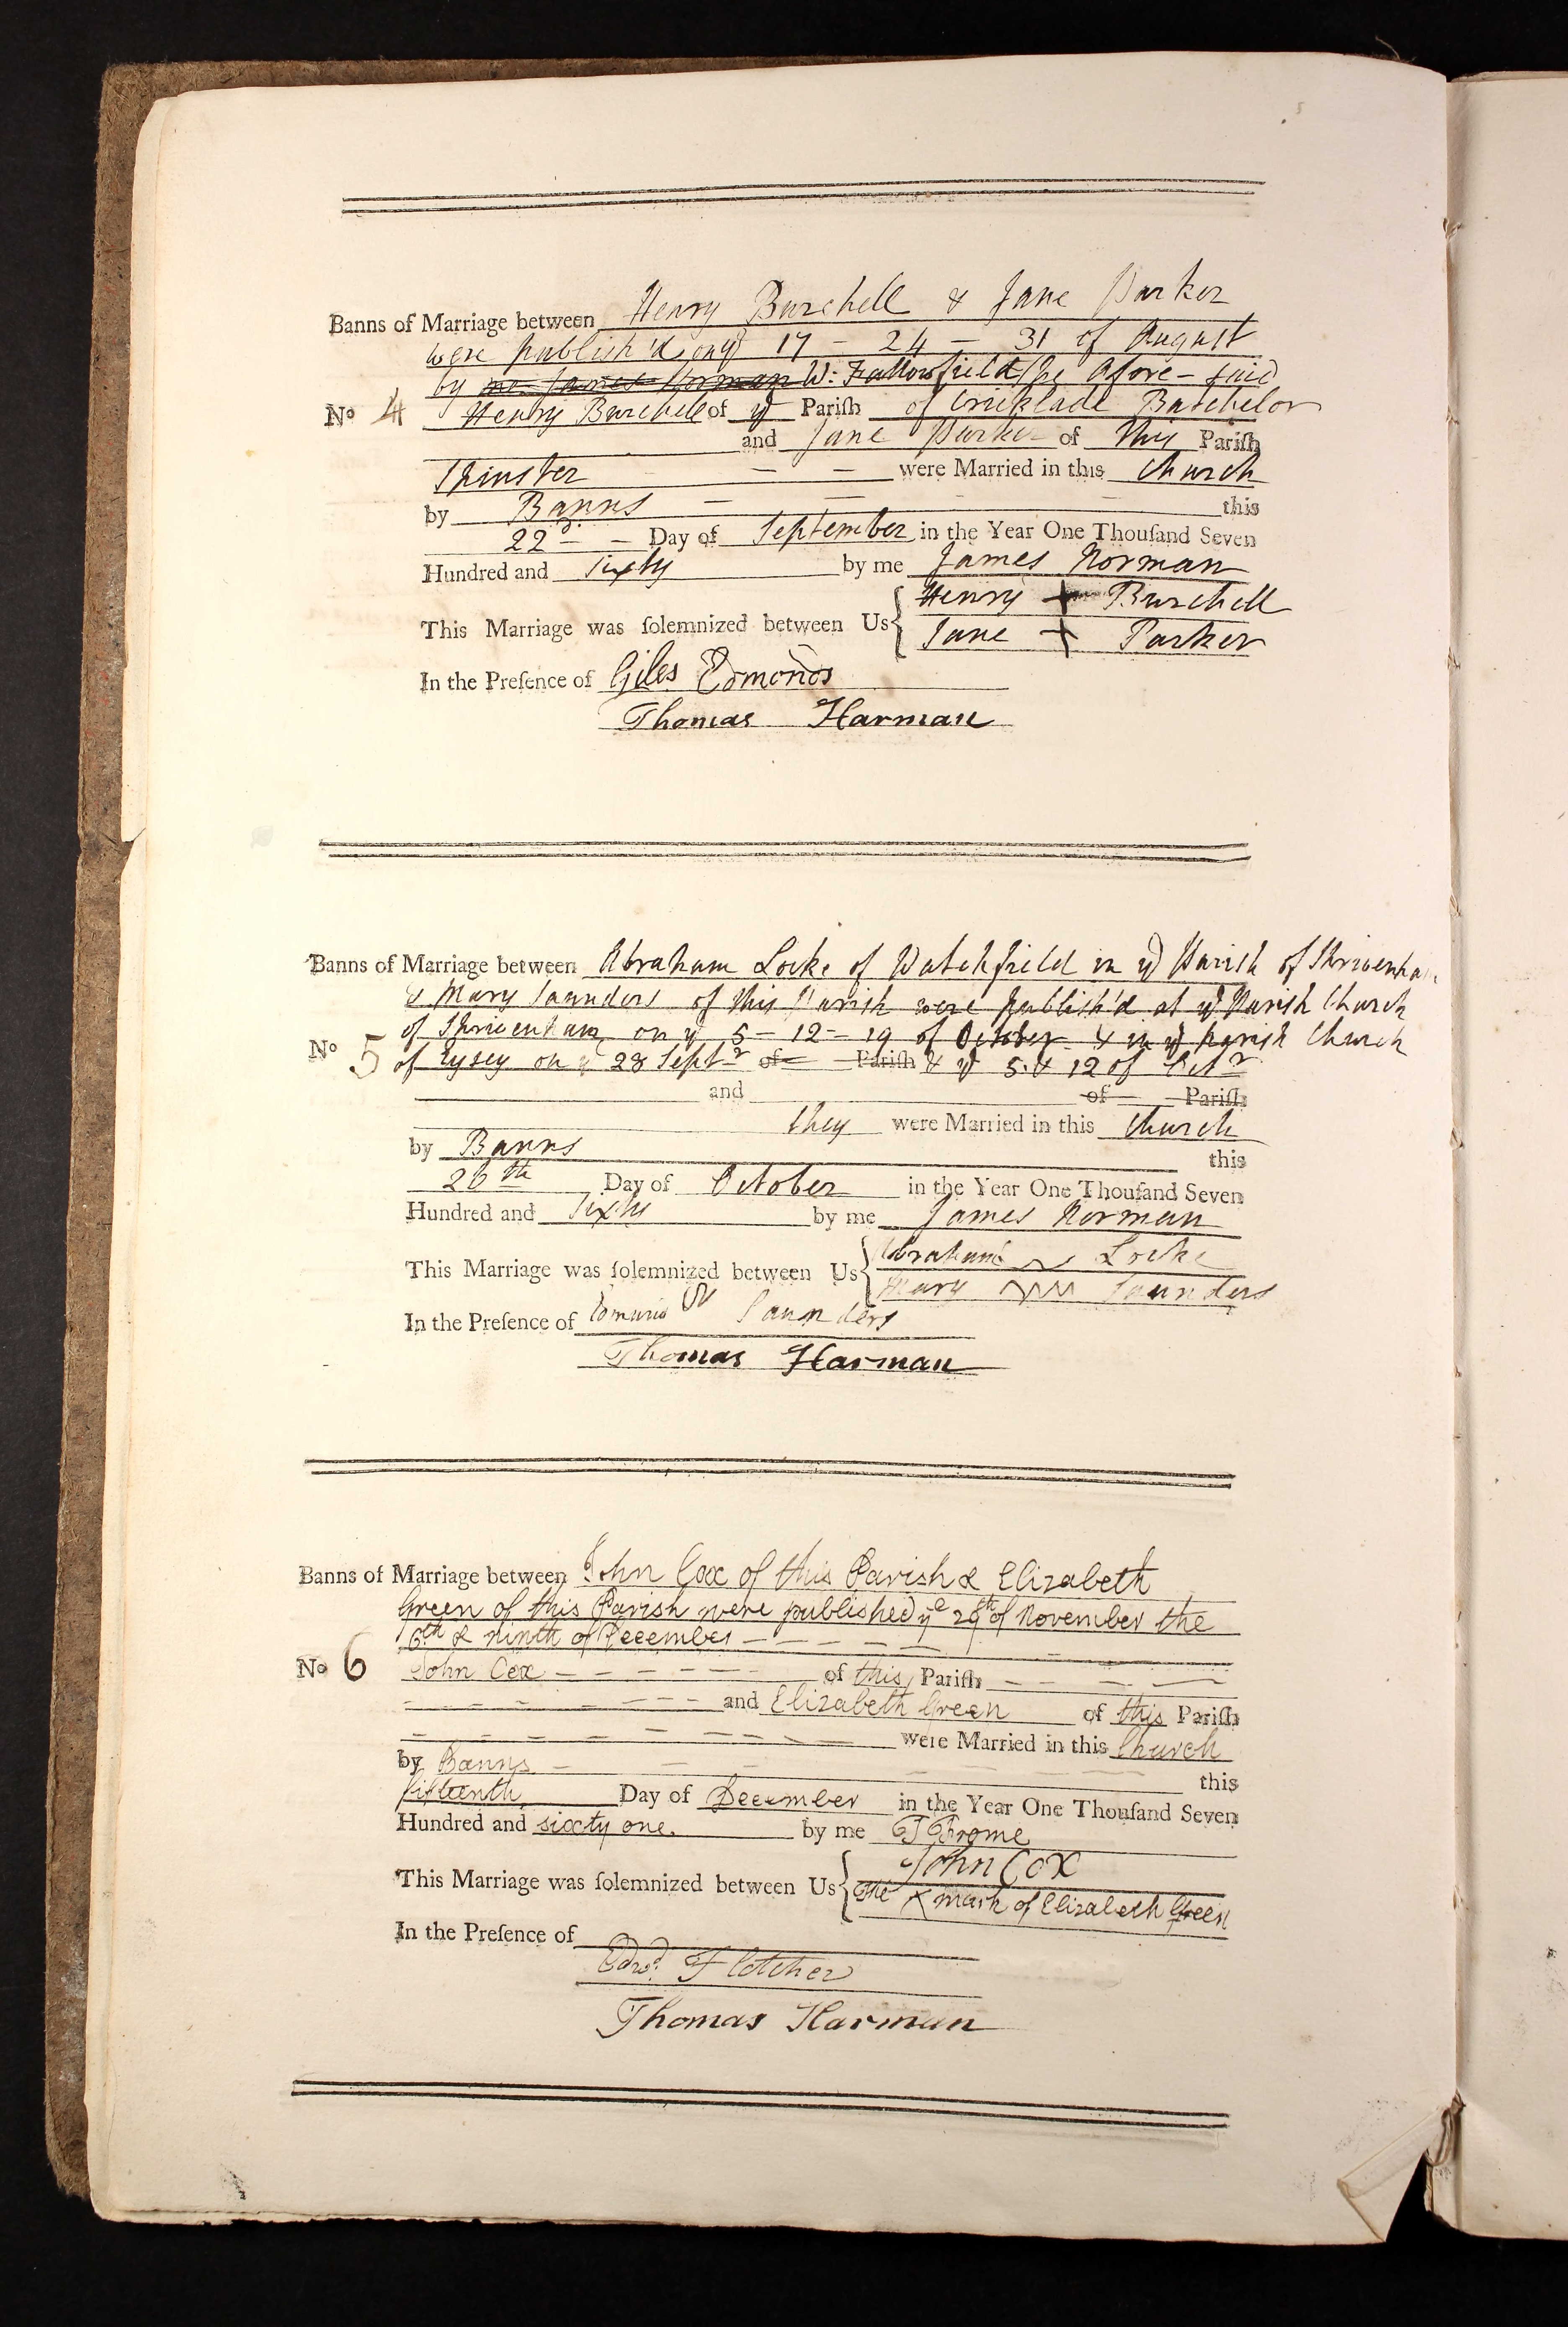 Banns of Marriage between Henry Burchell & Jane Parker
were publish'd on yᵉ 17 - 24 - 31 of August
by me James Norman W: Fallowfield the Afore-said
Nº 4 Henry Burchell of yᵉ Pariſh of Cricklade Batchelor
and Jane Parker of this Pariſh
Spinster - - were Married in this Church
by Banns - - - - this
22ᵈ - - Day of September in the Year One Thouſand Seven
Hundred and Sixty by me James Norman
Henry + Burchell
This Marriage was ſolemnized between Us
Jane + Parker
In the Preſence of Giles Edmonds
Thomas Harman
Banns of Marriage between Abraham Locke of Watchfield in yᵉ Parish of Shrivenham
& Mary Saunders of this Parish were publish'd at yᵉ Parish Church
of Shrivenham on yᵉ 5 - 12 - 19 of October & in yᵉ parish Church
Nº 5 of Eysey on yᵉ 28 Septʳ of Pariſh & yᵉ 5 & 12 of Octʳ
and of Pariſh
they were Married in this Church
by Banns this
26ᵗʰ Day of October in the Year One Thouſand Seven
Hundred and Sixty by me James Norman
Abraham Locke
This Marriage was ſolemnized between Us
Mary Saunders
In the Preſence of Saunders
Thomas Harman
Banns of Marriage between John Cox of this Parish & Elizabeth
Green of this Parish were published yᵉ 29ᵗʰ of November the
6ᵗʰ & ninth of December - - - - -
Nº 6 John Cox - - - - - - of this Pariſh - - - -
- - - - - - - - and Elizabeth Green of this Pariſh
- - - - - - - - were Married in this Church
by Banns - - - - - - this
fifteenth Day of December in the Year One Thouſand Seven
Hundred and sixty one. by me T Frome
John Cox
This Marriage was ſolemnized between Us
The X mark of Elizabeth Green
In the Preſence of
Edwᵈ. Fletcher
Thomas Harman